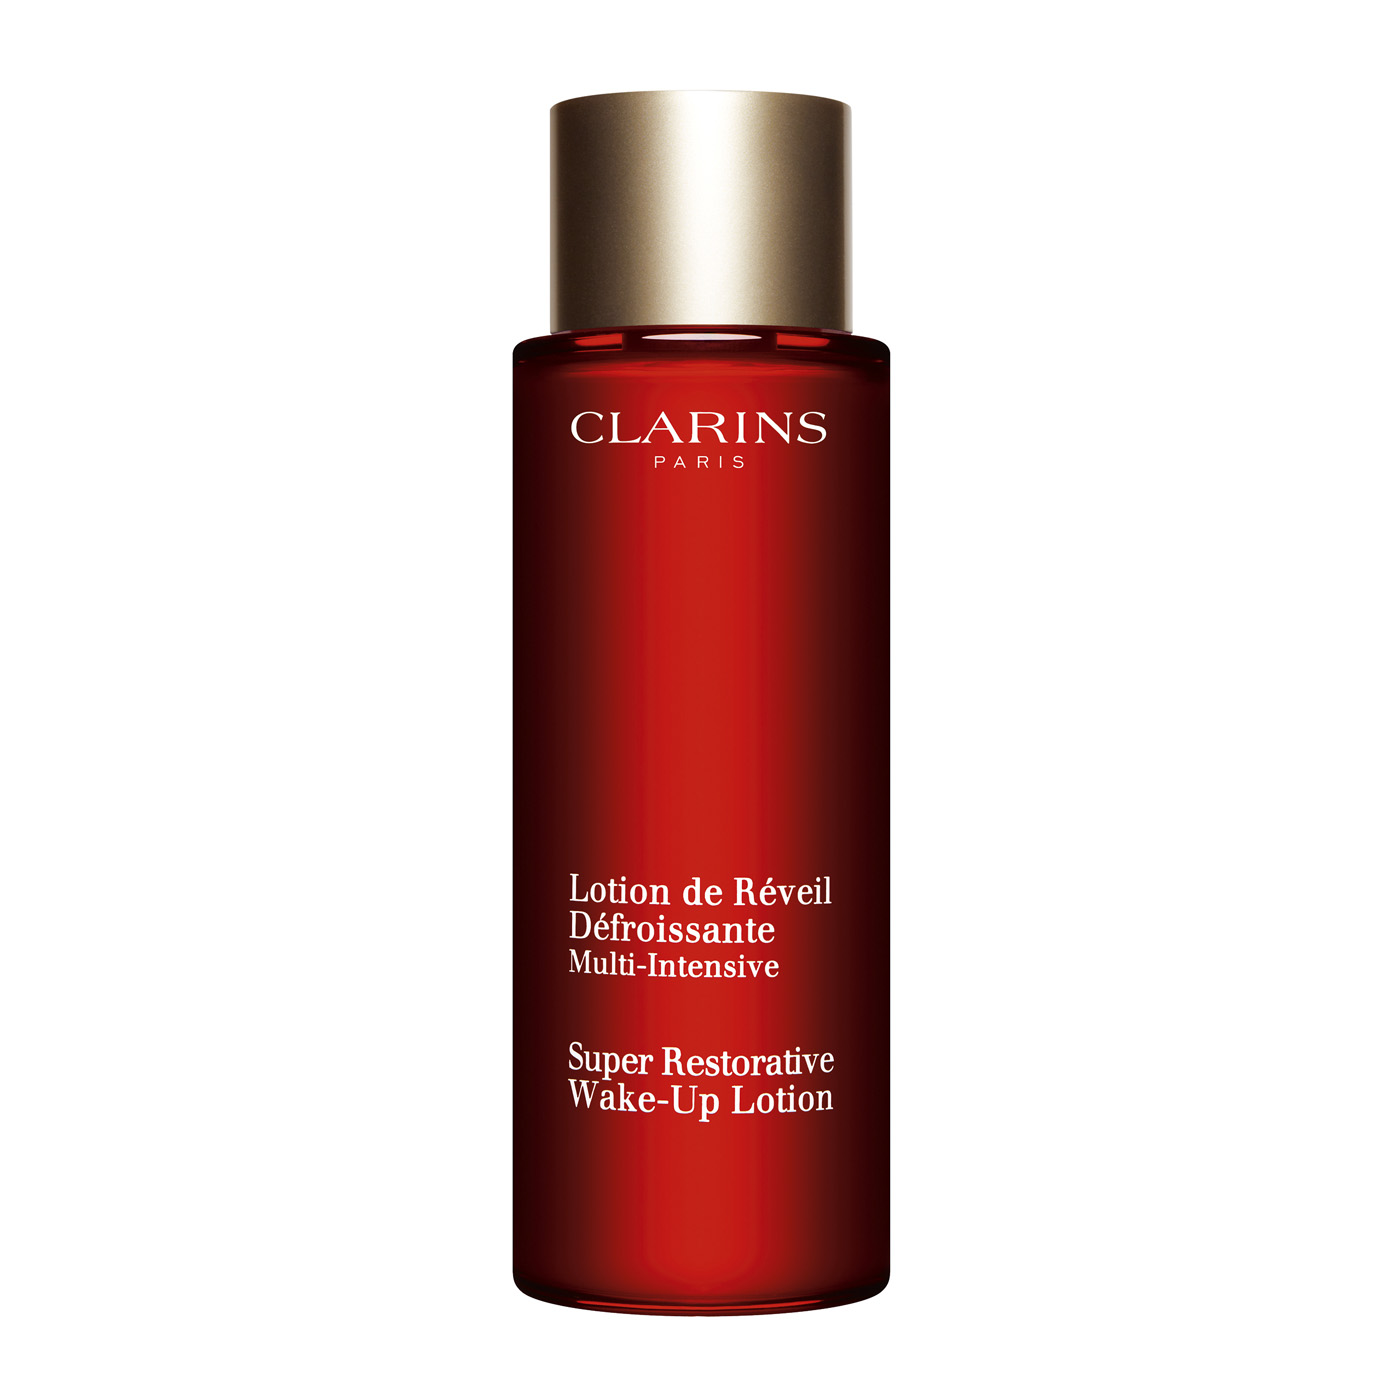 CLARINS
PARIS
Lotion de Réveil
Défroissante
Multi-Intensive
Super Restorative
Wake-Up Lotion